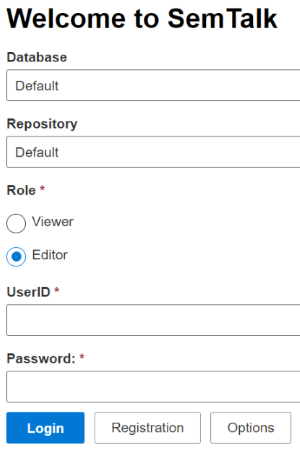 Welcome to SemTalk
Database
Default
Repository
Default
Role *
Viewer
Editor
UserID *
Password: *
Login Registration Options